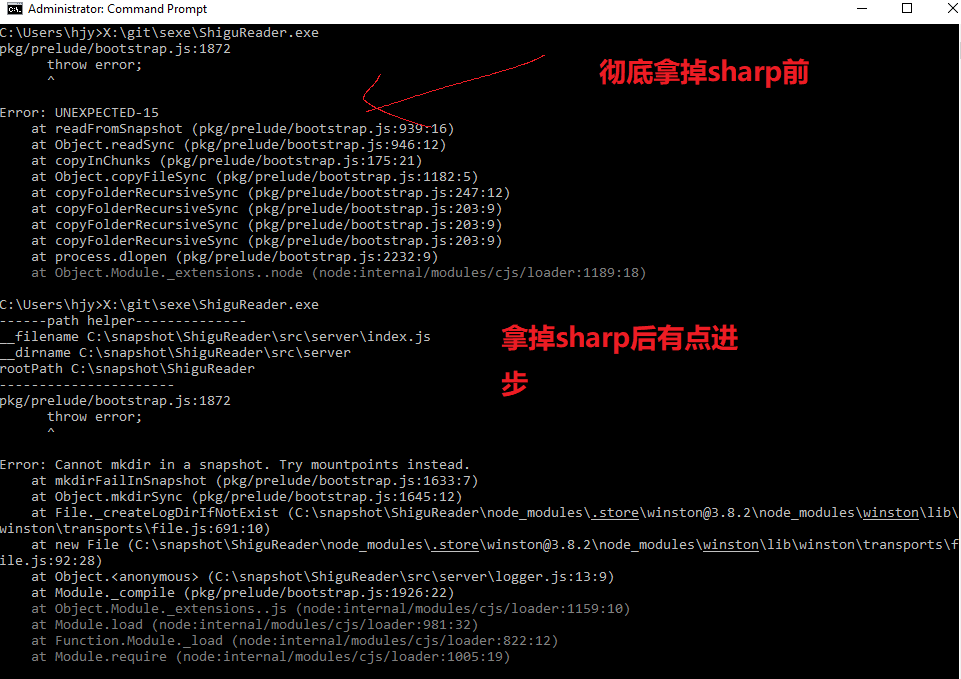 Administrator: Command Prompt
C:\Users\hjy>X:\git\sexe\ShiguReader.exe
pkg/prelude/bootstrap.js:1872
throw error;
^
彻底拿掉sharp前
Error: UNEXPECTED-15
at readFromSnapshot (pkg/prelude/bootstrap.js:939:16)
at Object.readSync (pkg/prelude/bootstrap.js:946:12)
at copyInChunks (pkg/prelude/bootstrap.js:175:21)
at Object.copyFileSync (pkg/prelude/bootstrap.js:1182:5)
at copyFolderRecursiveSync (pkg/prelude/bootstrap.js:247:12)
at copyFolderRecursiveSync (pkg/prelude/bootstrap.js:203:9)
at copyFolderRecursiveSync (pkg/prelude/bootstrap.js:203:9)
at copyFolderRecursiveSync (pkg/prelude/bootstrap.js:203:9)
at process.dlopen (pkg/prelude/bootstrap.js:2232:9)
at Object.Module._extensions..node (node:internal/modules/cjs/loader:1189:18)
C:\Users\hjy>X:\git\sexe\ShiguReader.exe
------path helper--------------
__filename C:\snapshot\ShiguReader\src\server\index.js
__dirname C:\snapshot\ShiguReader\src\server
rootPath C:\snapshot\ShiguReader
----------------------
拿掉sharp后有点进
步
pkg/prelude/bootstrap.js:1872
throw error;
^
Error: Cannot mkdir in a snapshot. Try mountpoints instead.
at mkdirFailInSnapshot (pkg/prelude/bootstrap.js:1633:7)
at Object.mkdirSync (pkg/prelude/bootstrap.js:1645:12)
at File._createLogDirIfNotExist (C:\snapshot\ShiguReader\node_modules\.store\winston@3.8.2\node_modules\winston\lib\
winston\transports\file.js:691:10)
at new File (C:\snapshot\ShiguReader\node_modules\.store\winston@3.8.2\node_modules\winston\lib\winston\transports\f
ile.js:92:28)
at Object.<anonymous> (C:\snapshot\ShiguReader\src\server\logger.js:13:9)
at Module._compile (pkg/prelude/bootstrap.js:1926:22)
at Object.Module._extensions..js (node:internal/modules/cjs/loader:1159:10)
at Module.load (node:internal/modules/cjs/loader:981:32)
at Function.Module._load (node:internal/modules/cjs/loader:822:12)
at Module.require (node:internal/modules/cjs/loader:1005:19)